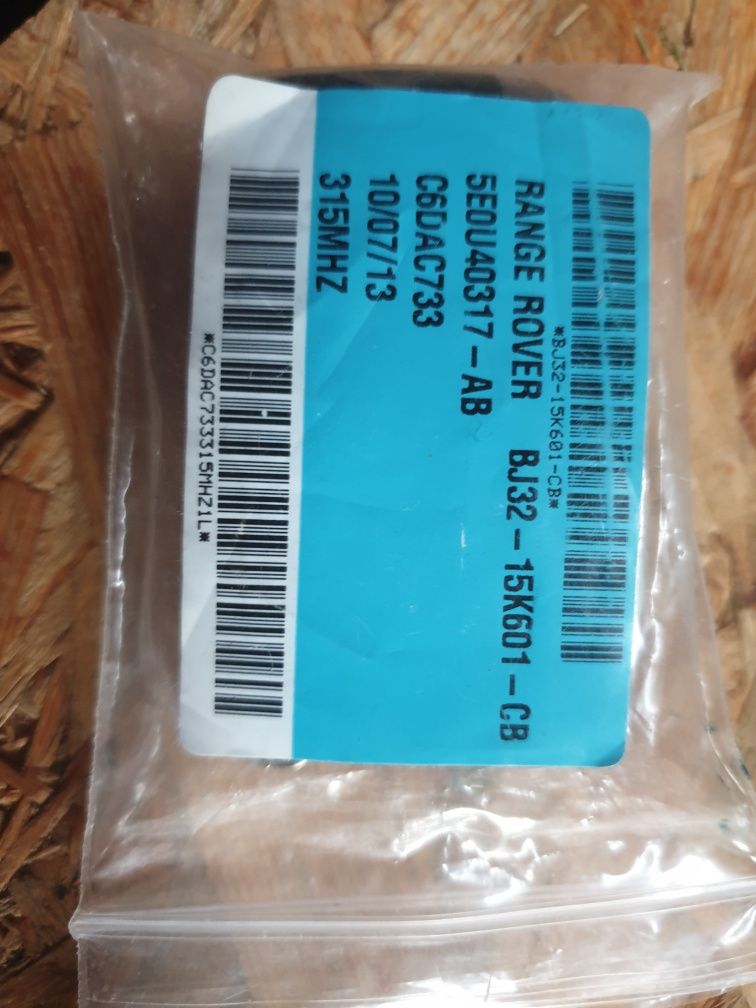 *BJ32-15K601-CB*
RANGE ROVER BJ32-15K601-CB
5E0U40317-AB
C6DAC733
10/07/13
315MHZ
*C6DAC733315MHZ1L*